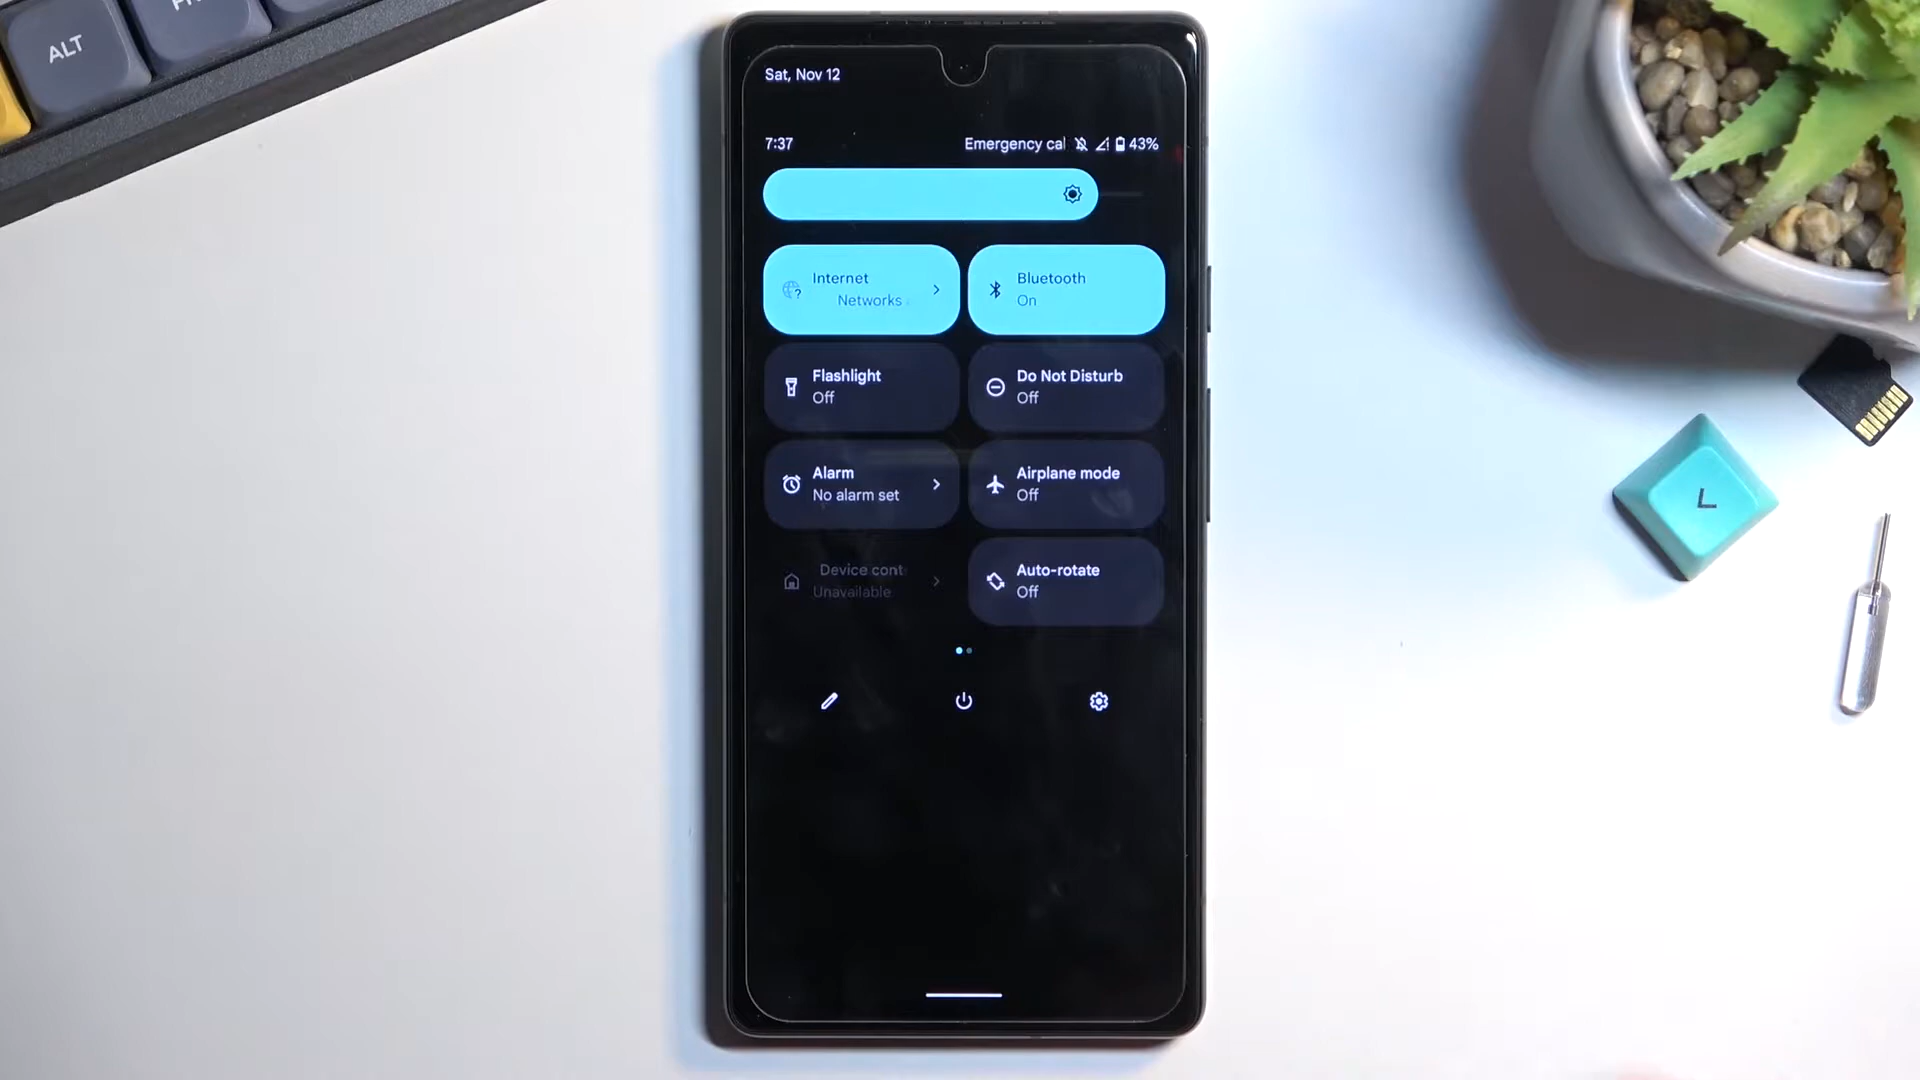 ALT
Sat, Nov 12
7:37
Emergency cal
43%
Internet
Networks
Bluetooth
On
Flashlight
Off
Do Not Disturb
Off
Alarm
No alarm set
Airplane mode
Off
Device cont
Unavailable
Auto-rotate
Off